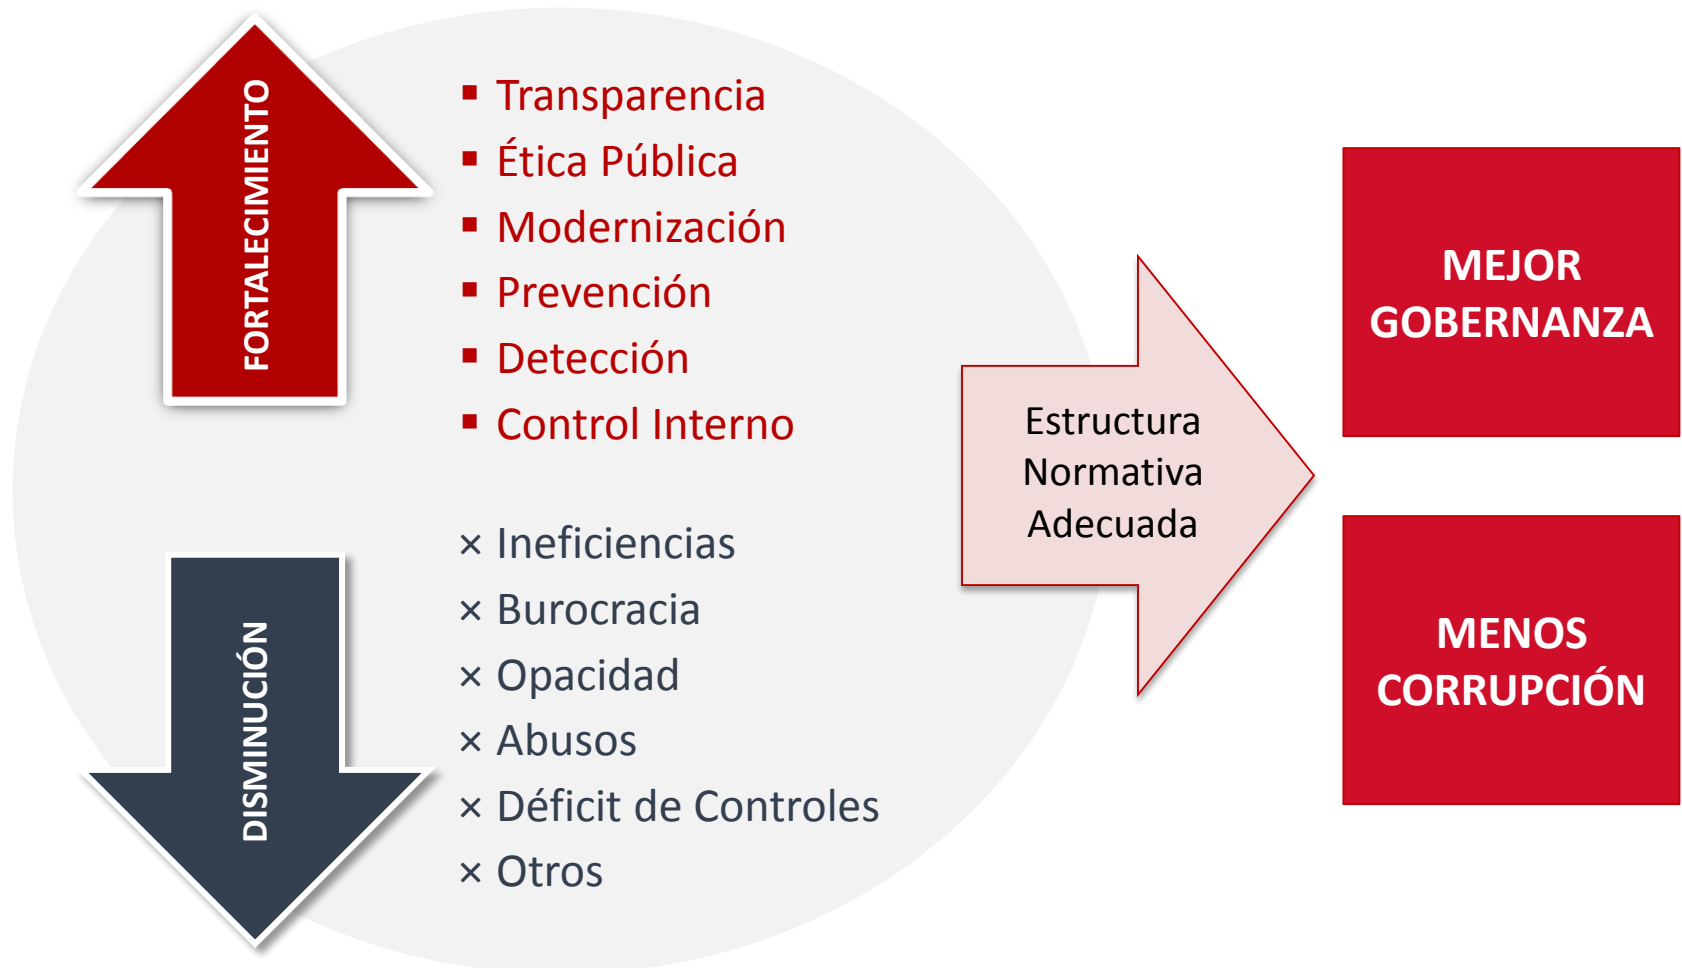 FORTALECIMIENTO
▪ Transparencia
▪ Ética Pública
▪ Modernización
▪ Prevención
▪ Detección
▪ Control Interno
DISMINUCIÓN
× Ineficiencias
× Burocracia
× Opacidad
× Abusos
× Déficit de Controles
× Otros
Estructura
Normativa
Adecuada
MEJOR
GOBERNANZA
MENOS
CORRUPCIÓN